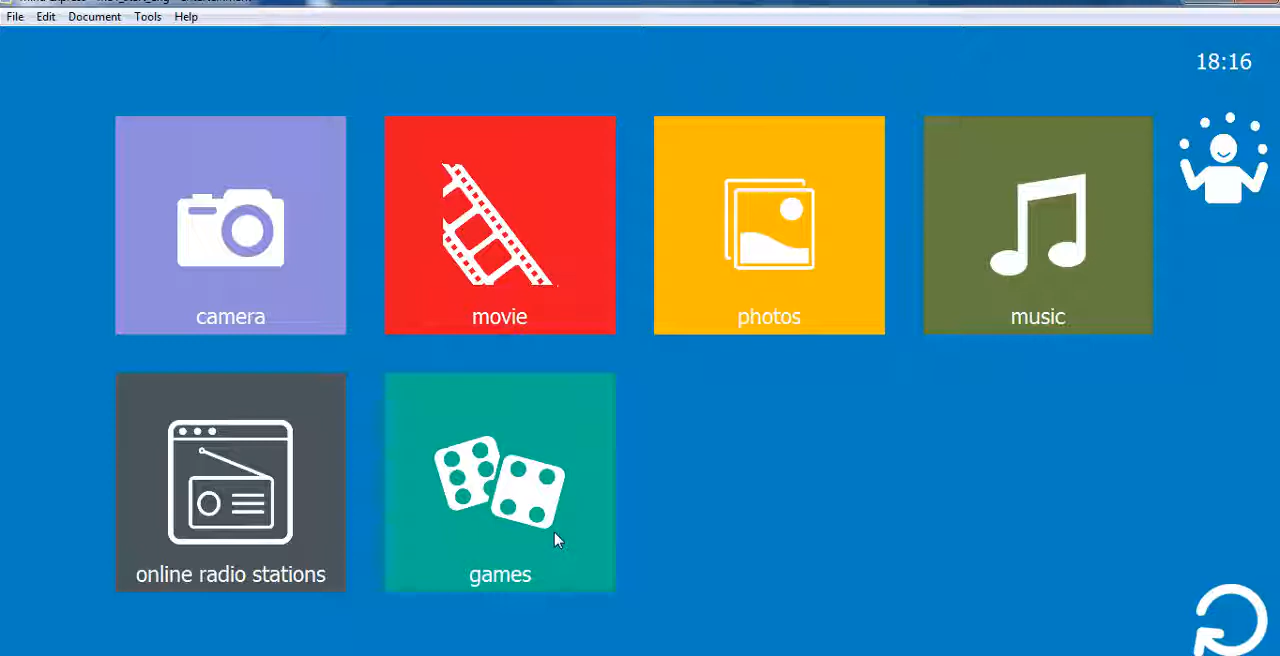 File Edit Document Tools Help
18:16
camera
movie
photos
music
online radio stations
games